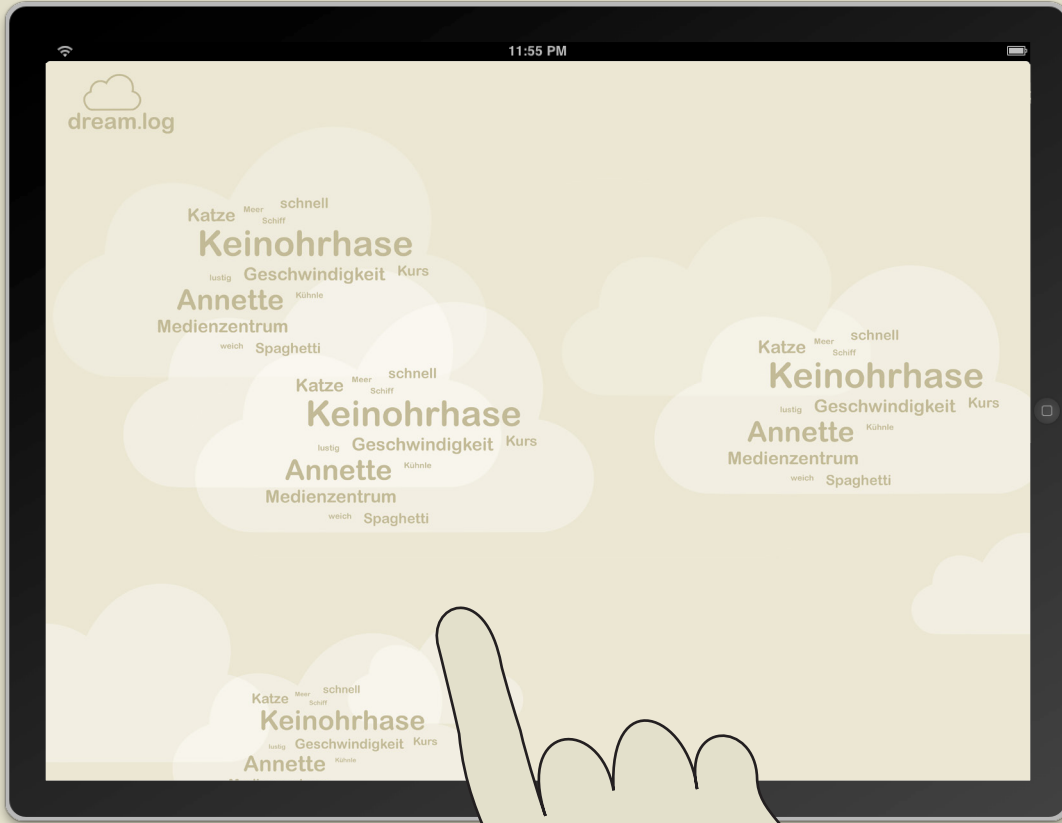 11:55 PM
dream.log
Katze Meer schnell
Schiff
Keinohrhase
lustig Geschwindigkeit Kurs
Annette Kühnle
Medienzentrum
weich Spaghetti
Katze Meer schnell
Schiff
Keinohrhase
lustig Geschwindigkeit Kurs
Annette Kühnle
Medienzentrum
weich Spaghetti
Katze Meer schnell
Schiff
Keinohrhase
lustig Geschwindigkeit Kurs
Annette Kühnle
Medienzentrum
weich Spaghetti
Katze Meer schnell
Schiff
Keinohrhase
lustig Geschwindigkeit Kurs
Annette Kühnle